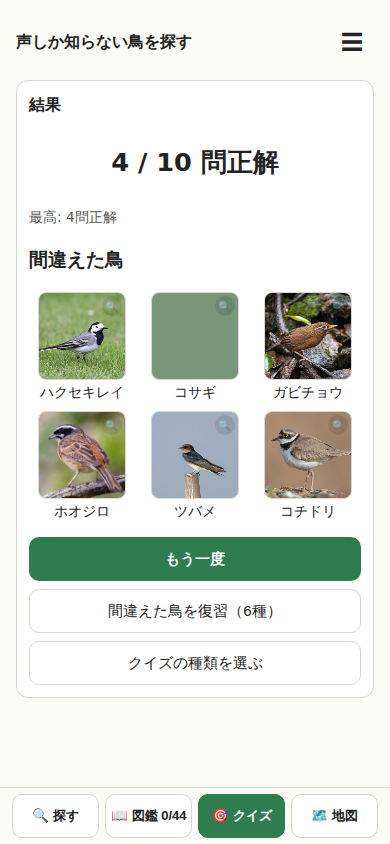 声しか知らない鳥を探す
結果
4 / 10 問正解
最高: 4問正解
間違えた鳥
ハクセキレイ
コサギ
ガビチョウ
ホオジロ
ツバメ
コチドリ
もう一度
間違えた鳥を復習（6種）
クイズの種類を選ぶ
探す
図鑑 0/44
クイズ
地図